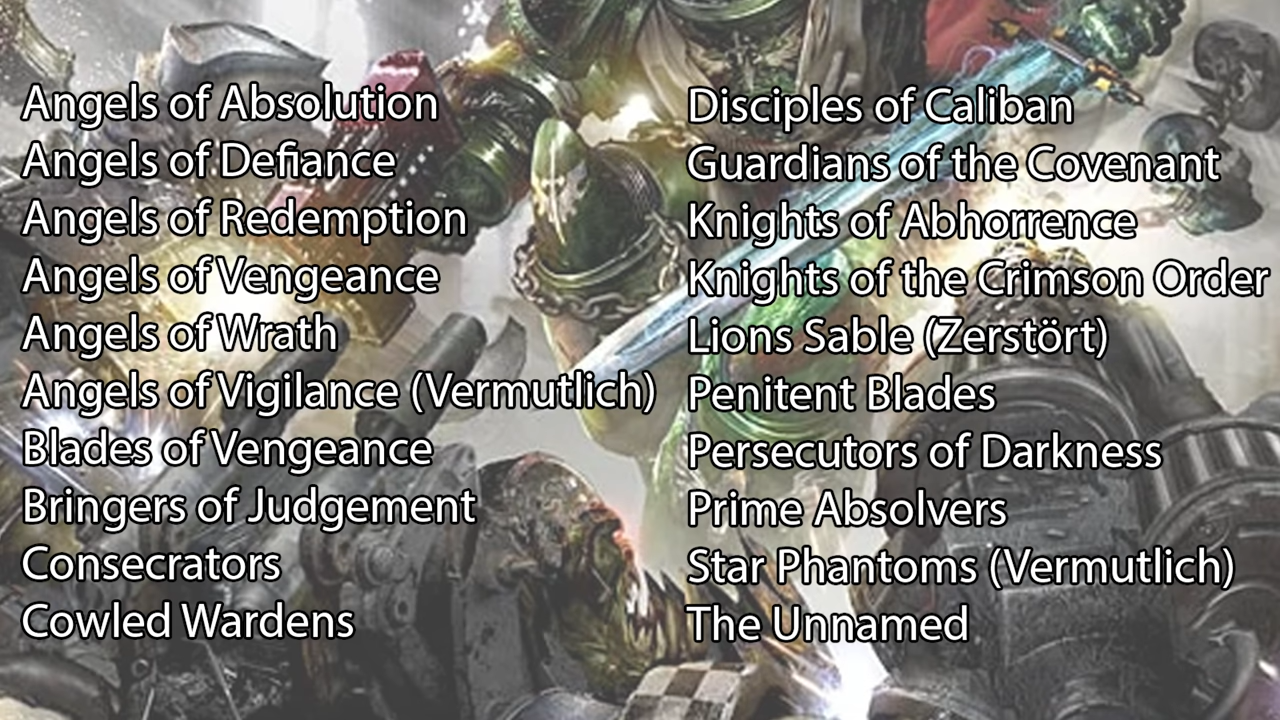 Angels of Absolution
Angels of Defiance
Angels of Redemption
Angels of Vengeance
Angels of Wrath
Angels of Vigilance (Vermutlich)
Blades of Vengeance
Bringers of Judgement
Consecrators
Cowled Wardens
Disciples of Caliban
Guardians of the Covenant
Knights of Abhorrence
Knights of the Crimson Order
Lions Sable (Zerstört)
Penitent Blades
Persecutors of Darkness
Prime Absolvers
Star Phantoms (Vermutlich)
The Unnamed